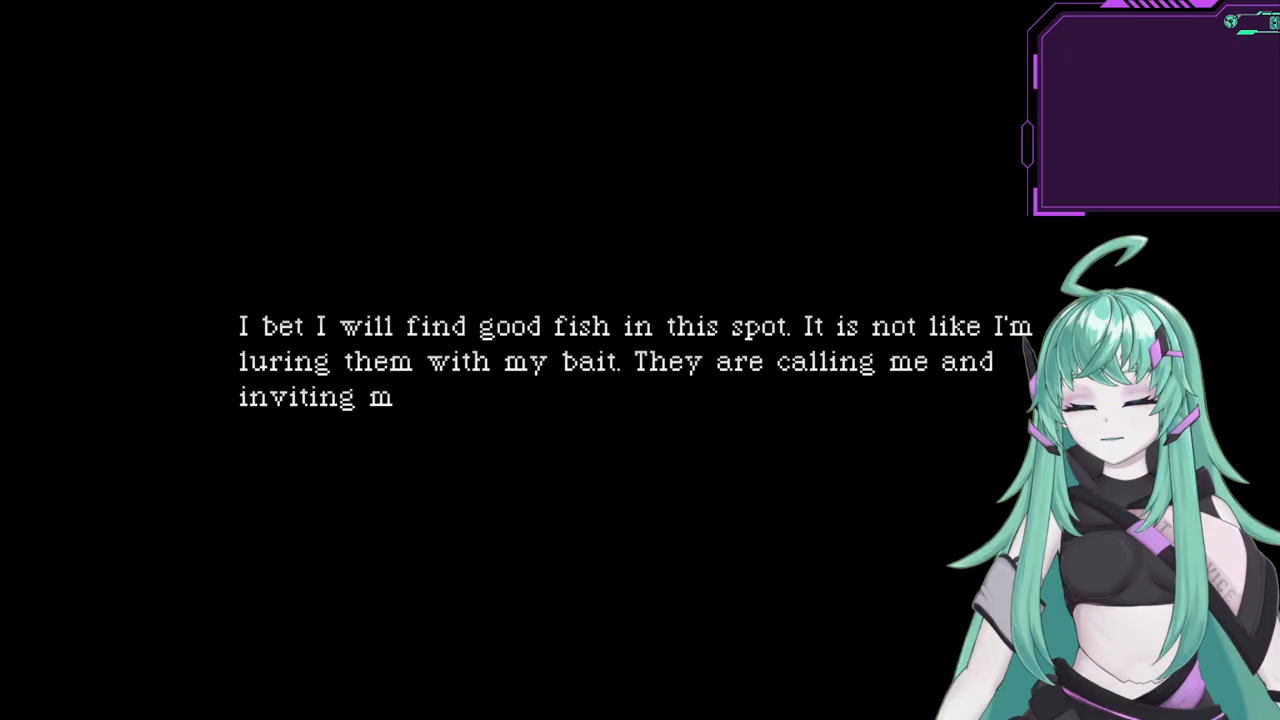 I bet I will find good fish in this spot. It is not like I'm
luring them with my bait. They are calling me and
inviting m